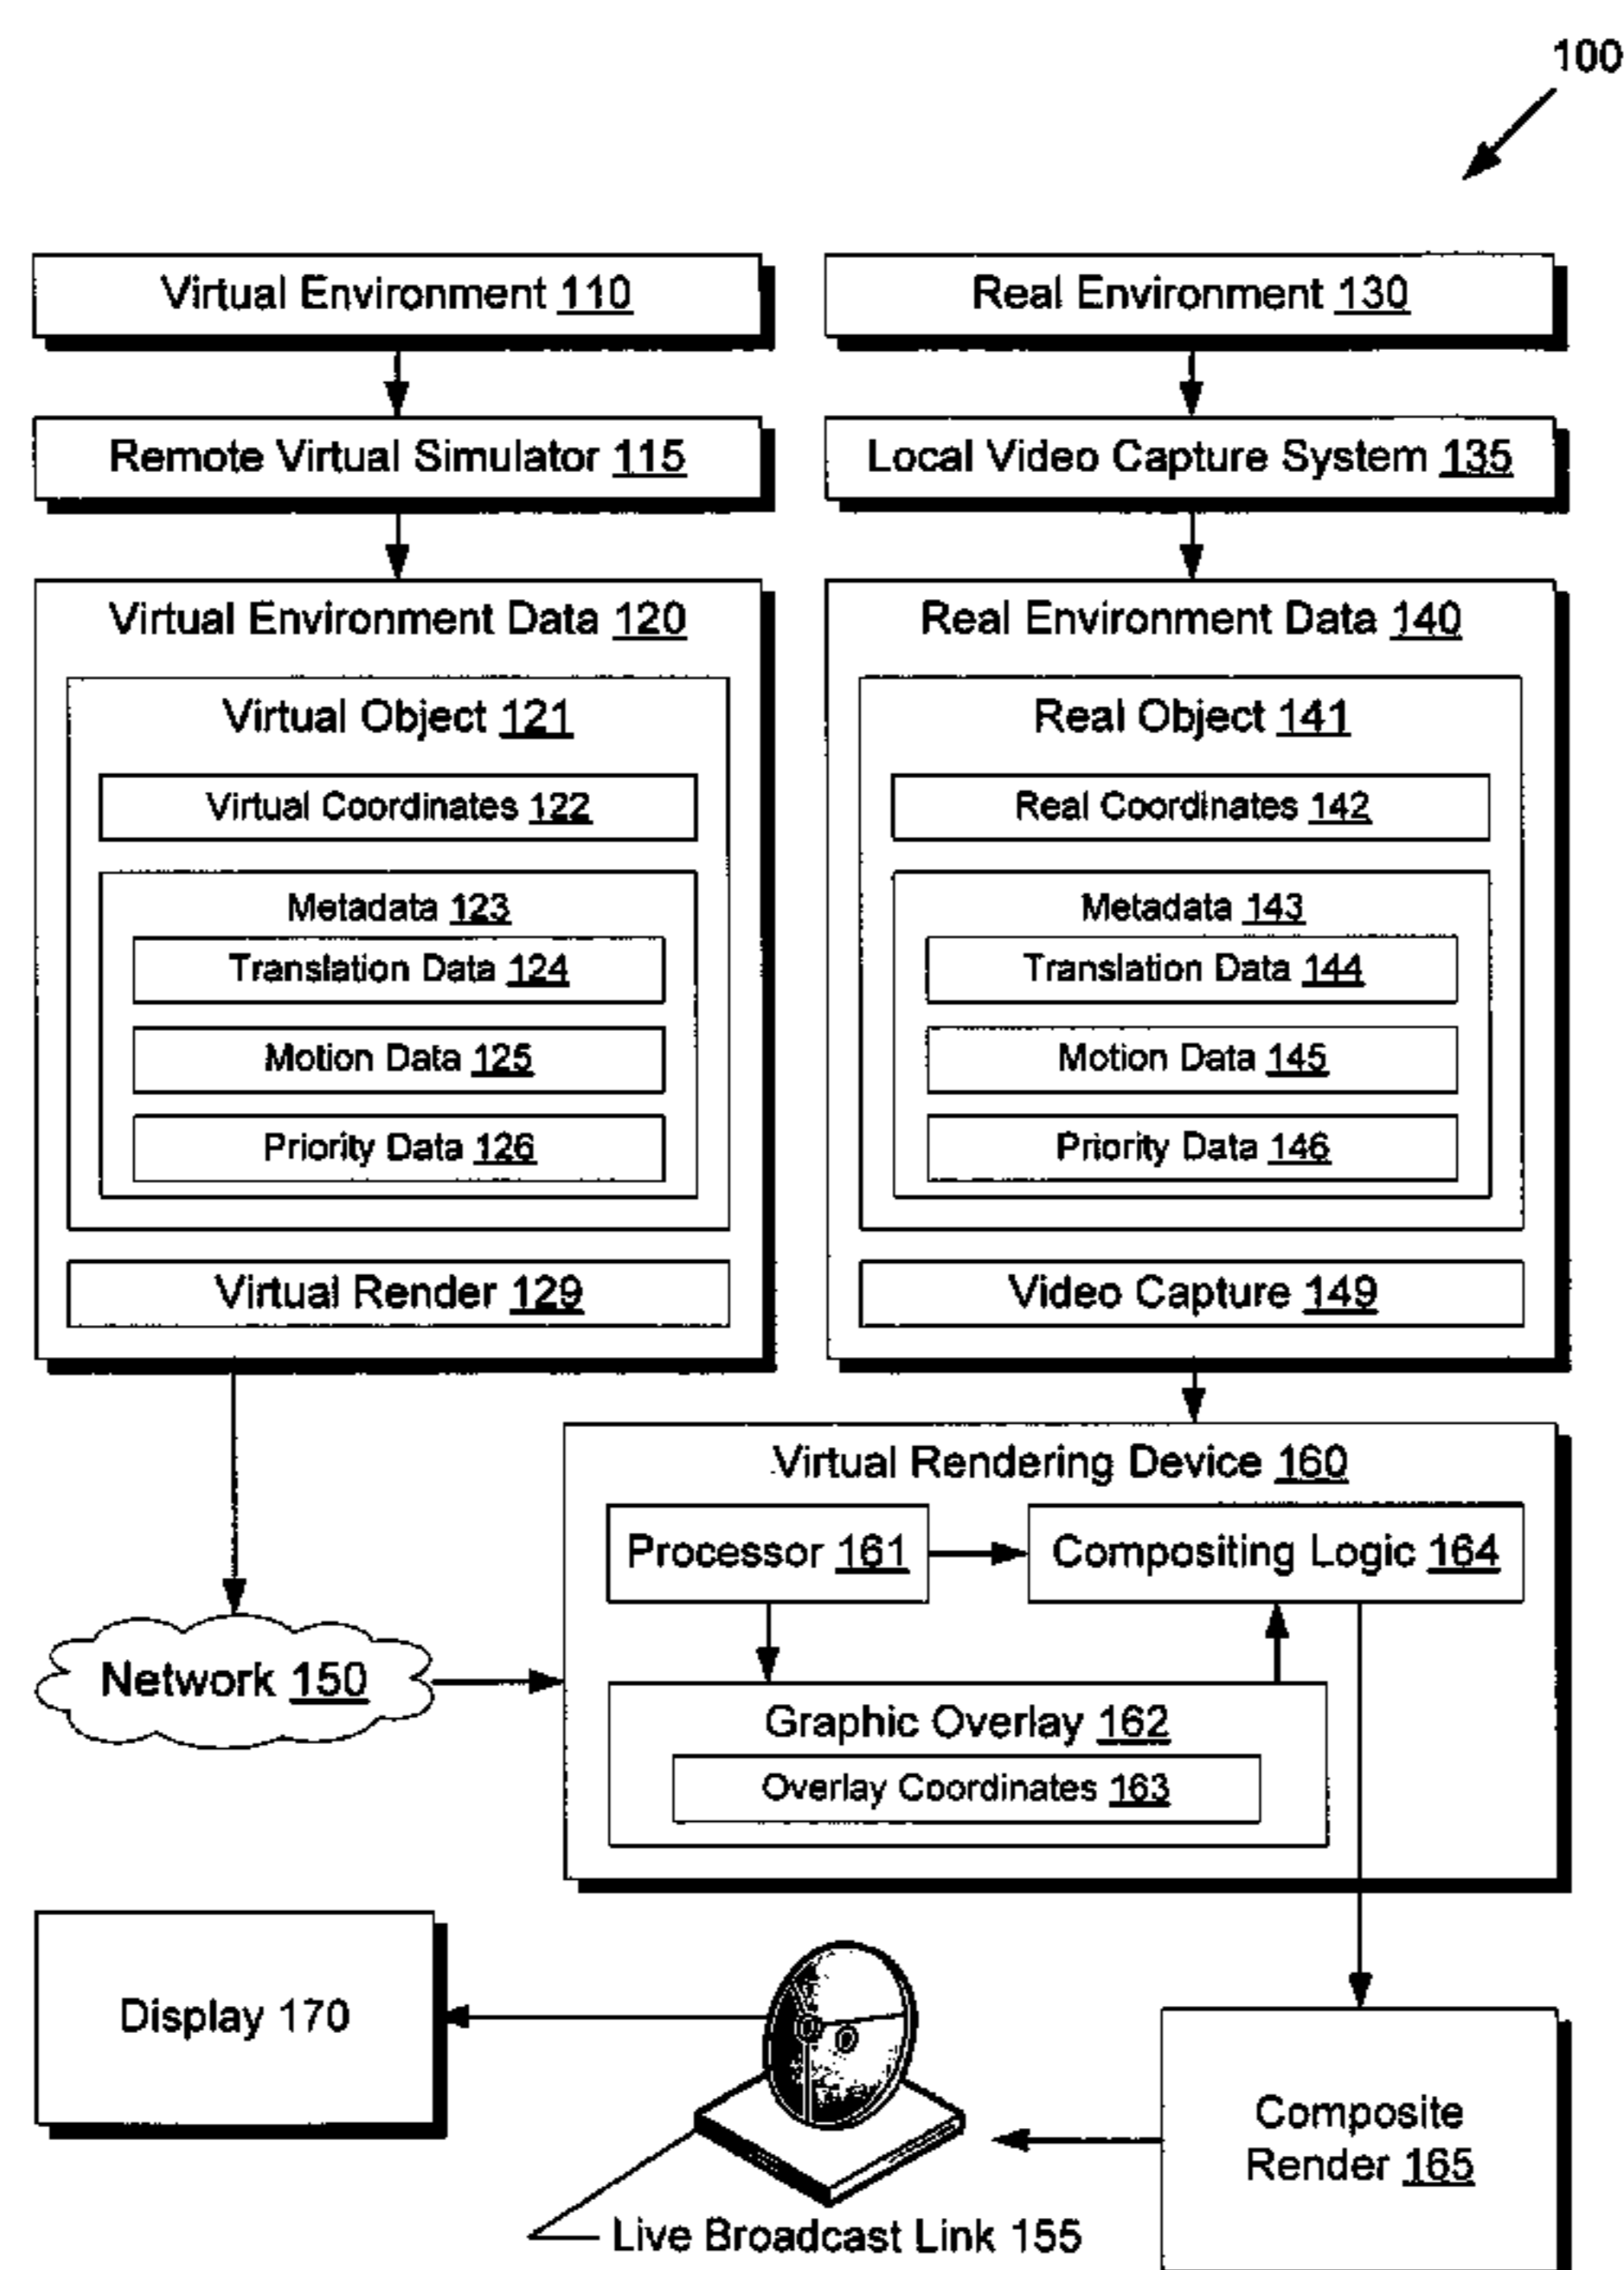 100
Virtual Environment 110
Real Environment 130
Remote Virtual Simulator 115
Local Video Capture System 135
Virtual Environment Data 120
Virtual Object 121
Virtual Coordinates 122
Metadata 123
Translation Data 124
Motion Data 125
Priority Data 126
Virtual Render 129
Real Environment Data 140
Real Object 141
Real Coordinates 142
Metadata 143
Translation Data 144
Motion Data 145
Priority Data 146
Video Capture 149
Virtual Rendering Device 160
Processor 161
Compositing Logic 164
Network 150
Graphic Overlay 162
Overlay Coordinates 163
Display 170
Composite
Render 165
Live Broadcast Link 155